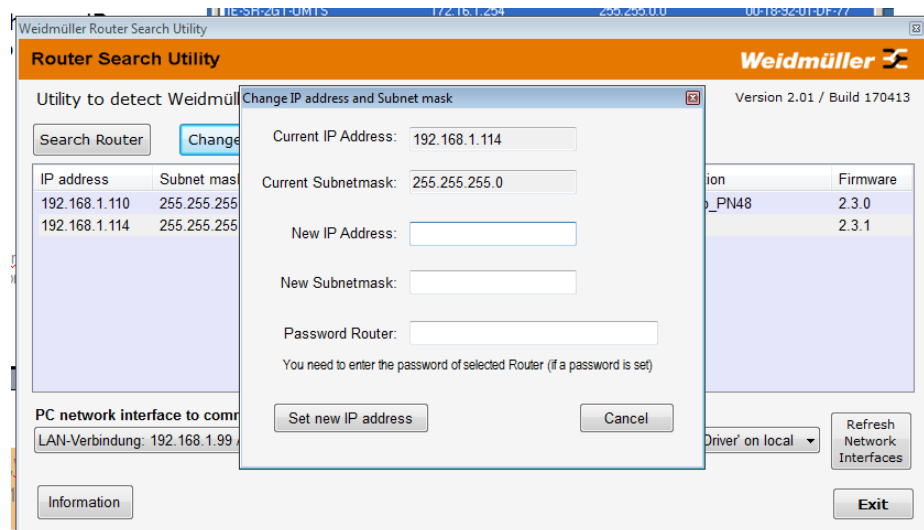 IE-SR-2GT-UMTS 172.16.1.254 255.255.0.0 00-18-92-01-DF-77
Weidmüller Router Search Utility
Router Search Utility Weidmüller
Utility to detect Weidmül Version 2.01 / Build 170413
Search Router Change
IP address Subnet mas ion Firmware
192.168.1.110 255.255.255 _PN48 2.3.0
192.168.1.114 255.255.255 2.3.1
Change IP address and Subnet mask
Current IP Address: 192.168.1.114
Current Subnetmask: 255.255.255.0
New IP Address:
New Subnetmask:
Password Router:
You need to enter the password of selected Router (if a password is set)
Set new IP address Cancel
PC network interface to comm
LAN-Verbindung: 192.168.1.99 Driver' on local
Refresh
Network
Interfaces
Information Exit